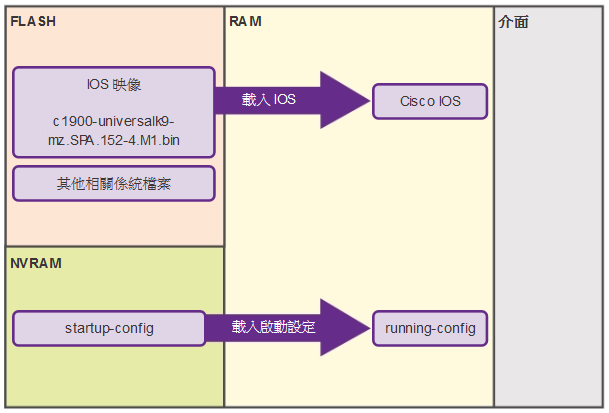 FLASH
RAM
介面
IOS 映像
c1900-universalk9-
mz.SPA.152-4.M1.bin
載入 IOS
Cisco IOS
其他相關係統檔案
NVRAM
startup-config
載入啟動設定
running-config